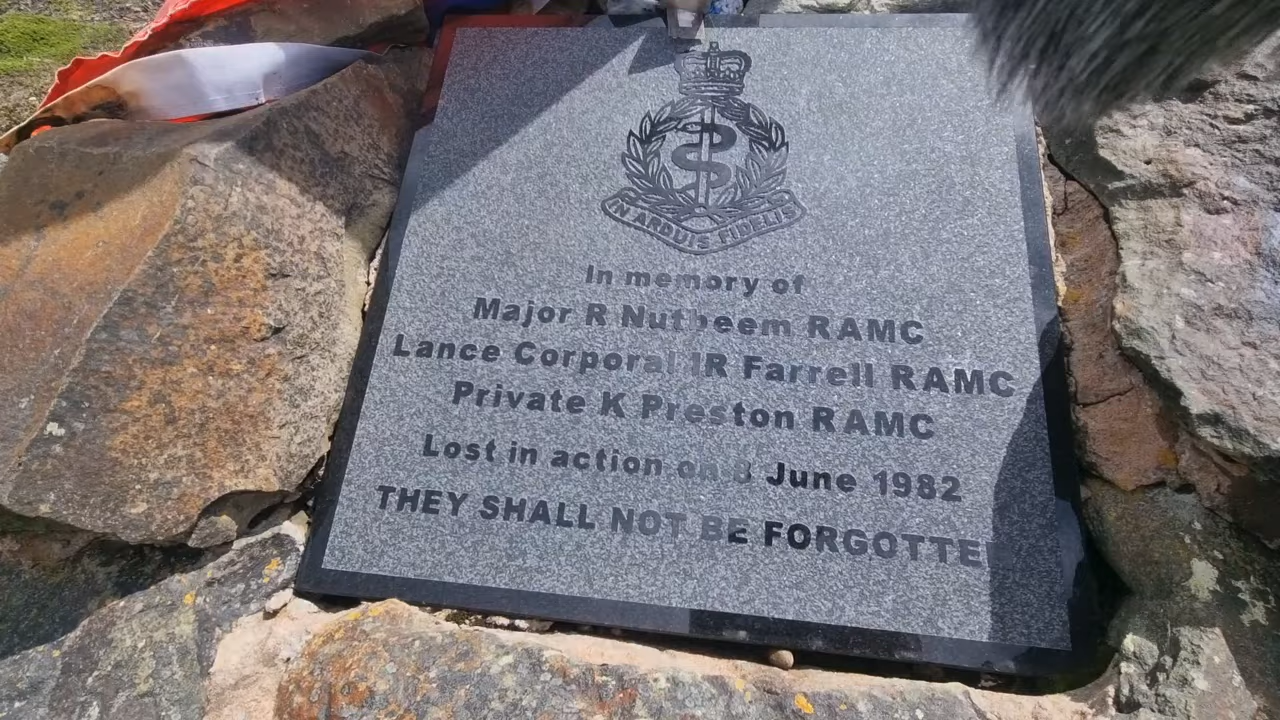 IN ARDUIS FIDELIS
In memory of
Major R Nutbeem RAMC
Lance Corporal IR Farrell RAMC
Private K Preston RAMC
Lost in action on 8 June 1982
THEY SHALL NOT BE FORGOTTEN